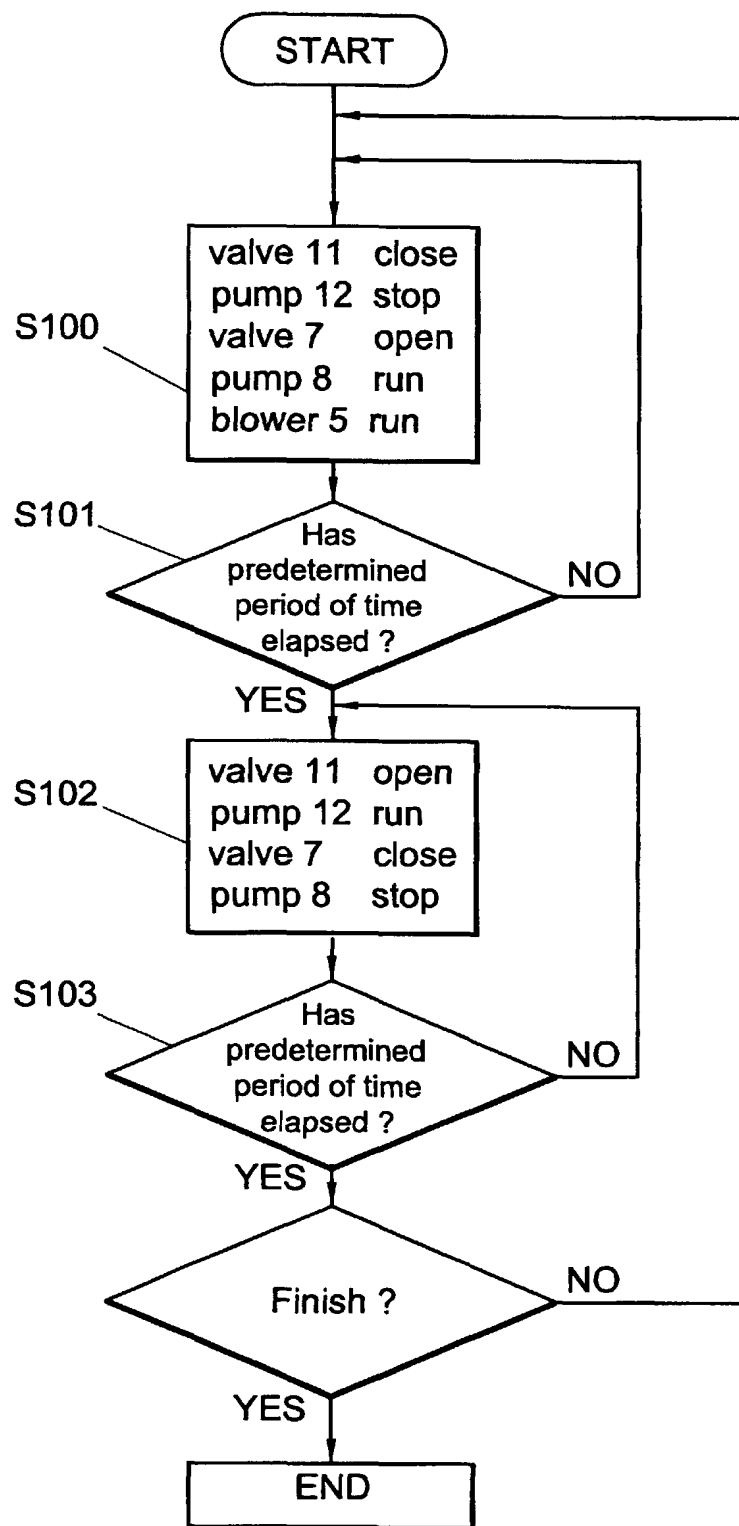 START
S100
valve 11 close
pump 12 stop
valve 7 open
pump 8 run
blower 5 run
S101
Has
predetermined
period of time
elapsed ?
NO
YES
S102
valve 11 open
pump 12 run
valve 7 close
pump 8 stop
S103
Has
predetermined
period of time
elapsed ?
NO
YES
Finish ?
NO
YES
END